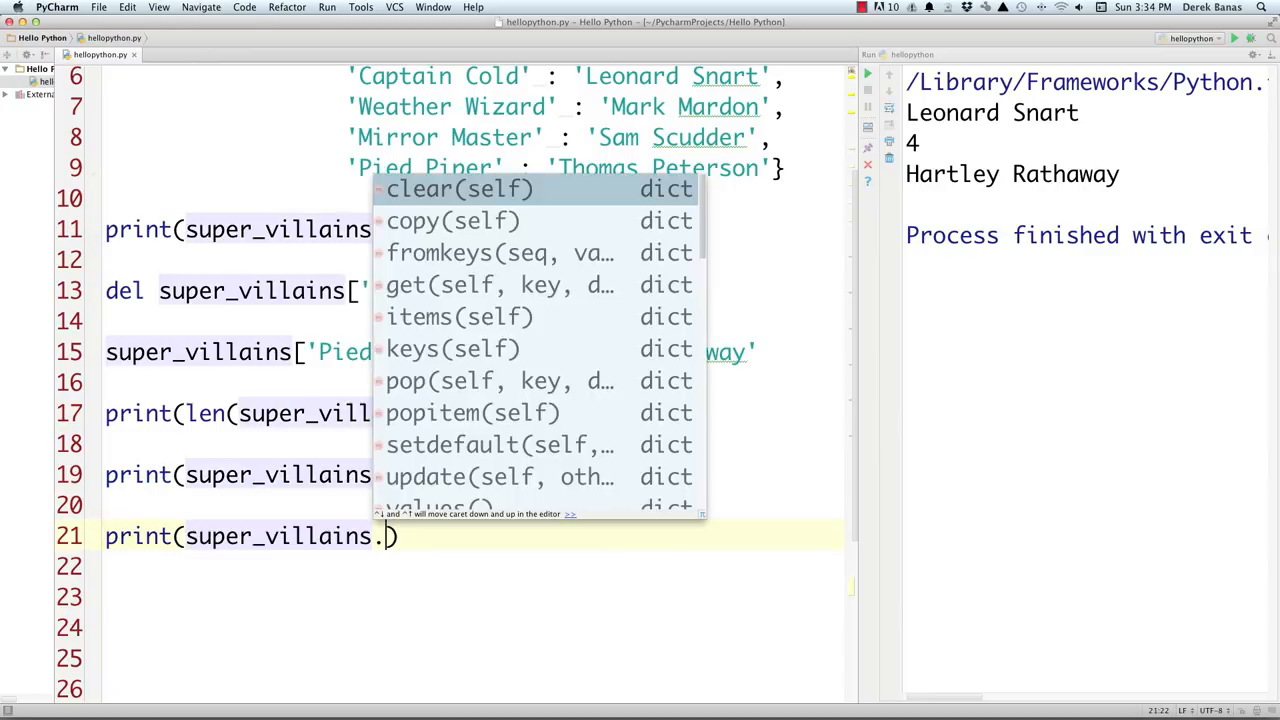 PyCharm File Edit View Navigate Code Refactor Run Tools VCS Window Help 10 Sun 3:34 PM Derek Banas
hellopython.py – Hello Python – [~/PycharmProjects/Hello Python]
Hello Python hellopython.py hellopython
hellopython.py × Run hellopython
Hello P
hell
Externa
6 'Captain Cold' : 'Leonard Snart',
7 'Weather Wizard' : 'Mark Mardon',
8 'Mirror Master' : 'Sam Scudder',
9 'Pied Piper' : 'Thomas Peterson'}
10
11 print(super_villains
12
13 del super_villains['
14
15 super_villains['Pied way'
16
17 print(len(super_vill
18
19 print(super_villains
20
21 print(super_villains.)
22
23
24
25
26
clear(self) dict
copy(self) dict
fromkeys(seq, va… dict
get(self, key, d… dict
items(self) dict
keys(self) dict
pop(self, key, d… dict
popitem(self) dict
setdefault(self,… dict
update(self, oth… dict
values() dict
^↓ and ^↑ will move caret down and up in the editor >> π
/Library/Frameworks/Python.
Leonard Snart
4
Hartley Rathaway
Process finished with exit
21:22 LF UTF-8